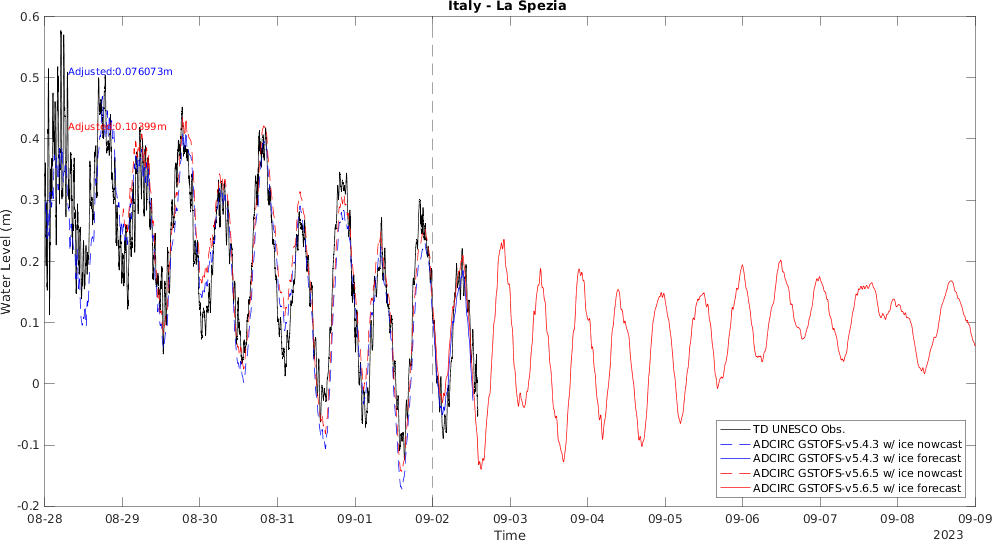 Italy - La Spezia
Water Level (m)
0.6
0.5
0.4
0.3
0.2
0.1
0
-0.1
-0.2
Adjusted:0.076073m
Adjusted:0.10399m
TD UNESCO Obs.
ADCIRC GSTOFS-v5.4.3 w/ ice nowcast
ADCIRC GSTOFS-v5.4.3 w/ ice forecast
ADCIRC GSTOFS-v5.6.5 w/ ice nowcast
ADCIRC GSTOFS-v5.6.5 w/ ice forecast
08-28 08-29 08-30 08-31 09-01 09-02 09-03 09-04 09-05 09-06 09-07 09-08 09-09
Time
2023